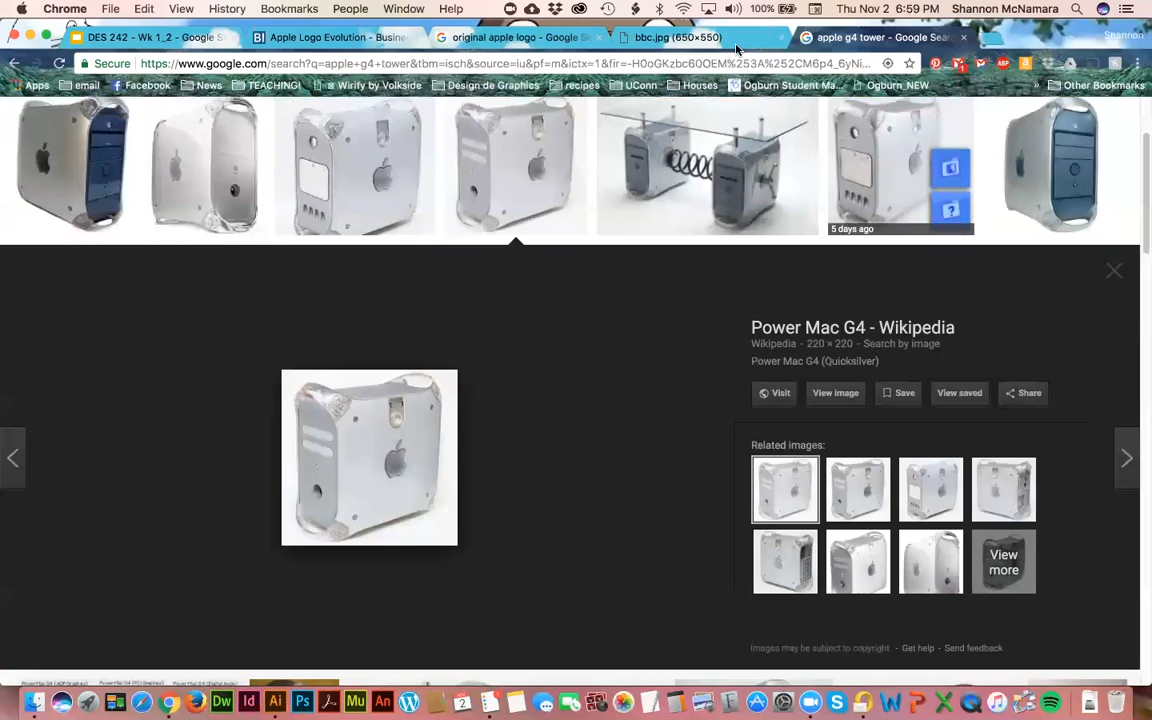 Chrome File Edit View History Bookmarks People Window Help 100% Thu Nov 2 6:59 PM Shannon McNamara
DES 242 - Wk 1_2 - Google S
Apple Logo Evolution - Busine
original apple logo - Google Se
bbc.jpg (650×550)
apple g4 tower - Google Sear
Shannon
Secure https://www.google.com/search?q=apple+g4+tower&tbm=isch&source=iu&pf=m&ictx=1&fir=-H0oGKzbc60OEM%253A%252CM6p4_6yNi...
Apps email Facebook News TEACHING! Wirify by Volkside Design de Graphics recipes UConn Houses Ogburn Student Ma... Ogburn_NEW » Other Bookmarks
5 days ago
Power Mac G4 - Wikipedia
Wikipedia - 220 × 220 - Search by image
Power Mac G4 (Quicksilver)
Visit View image Save View saved Share
Related images:
View
more
Images may be subject to copyright. - Get help - Send feedback